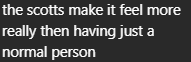 the scotts make it feel more
really then having just a
normal person